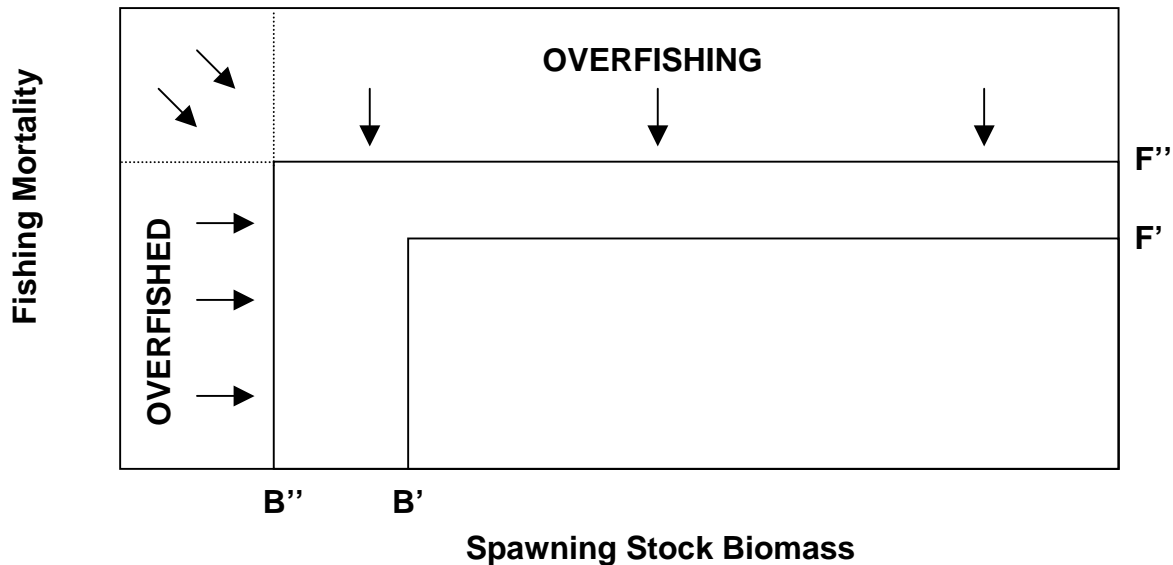 OVERFISHING
Fishing Mortality
F’’
F’
OVERFISHED
B’’
B’
Spawning Stock Biomass